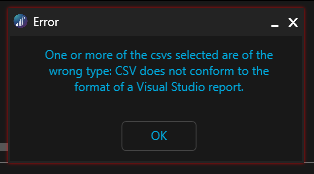 Error
One or more of the csvs selected are of the
wrong type: CSV does not conform to the
format of a Visual Studio report.
OK